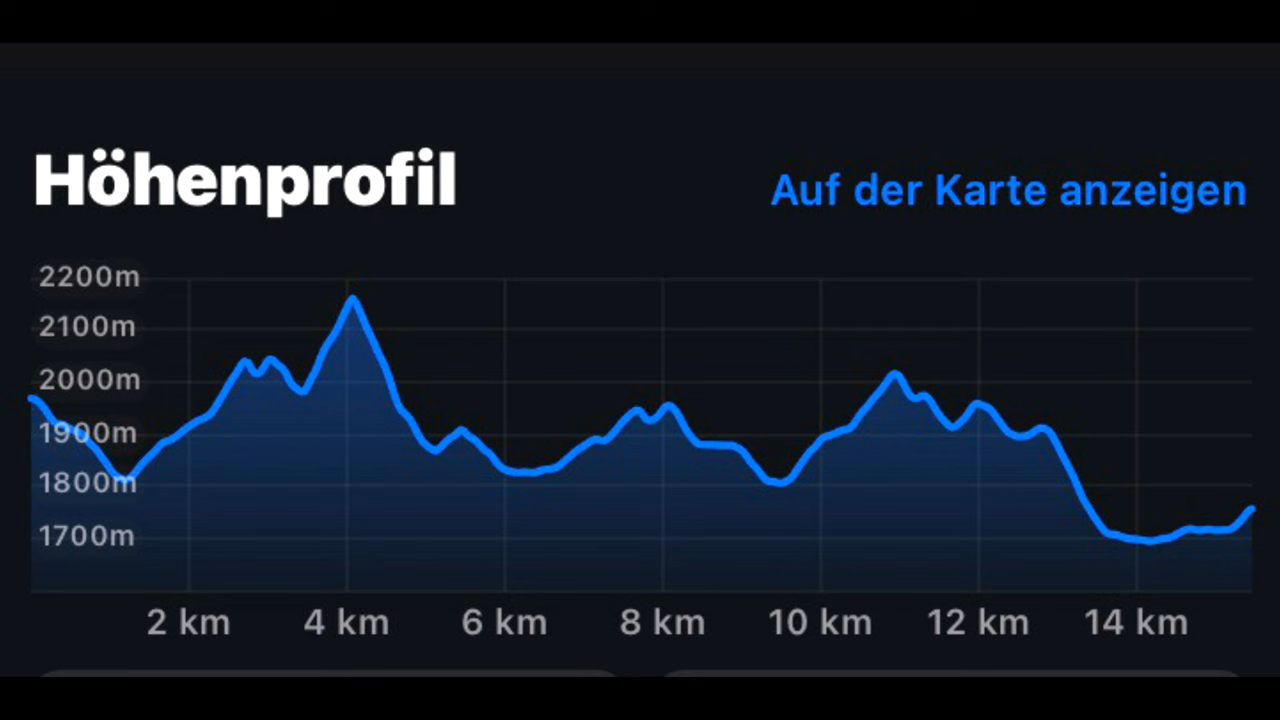 Höhenprofil
Auf der Karte anzeigen
2200m
2100m
2000m
1900m
1800m
1700m
2 km 4 km 6 km 8 km 10 km 12 km 14 km